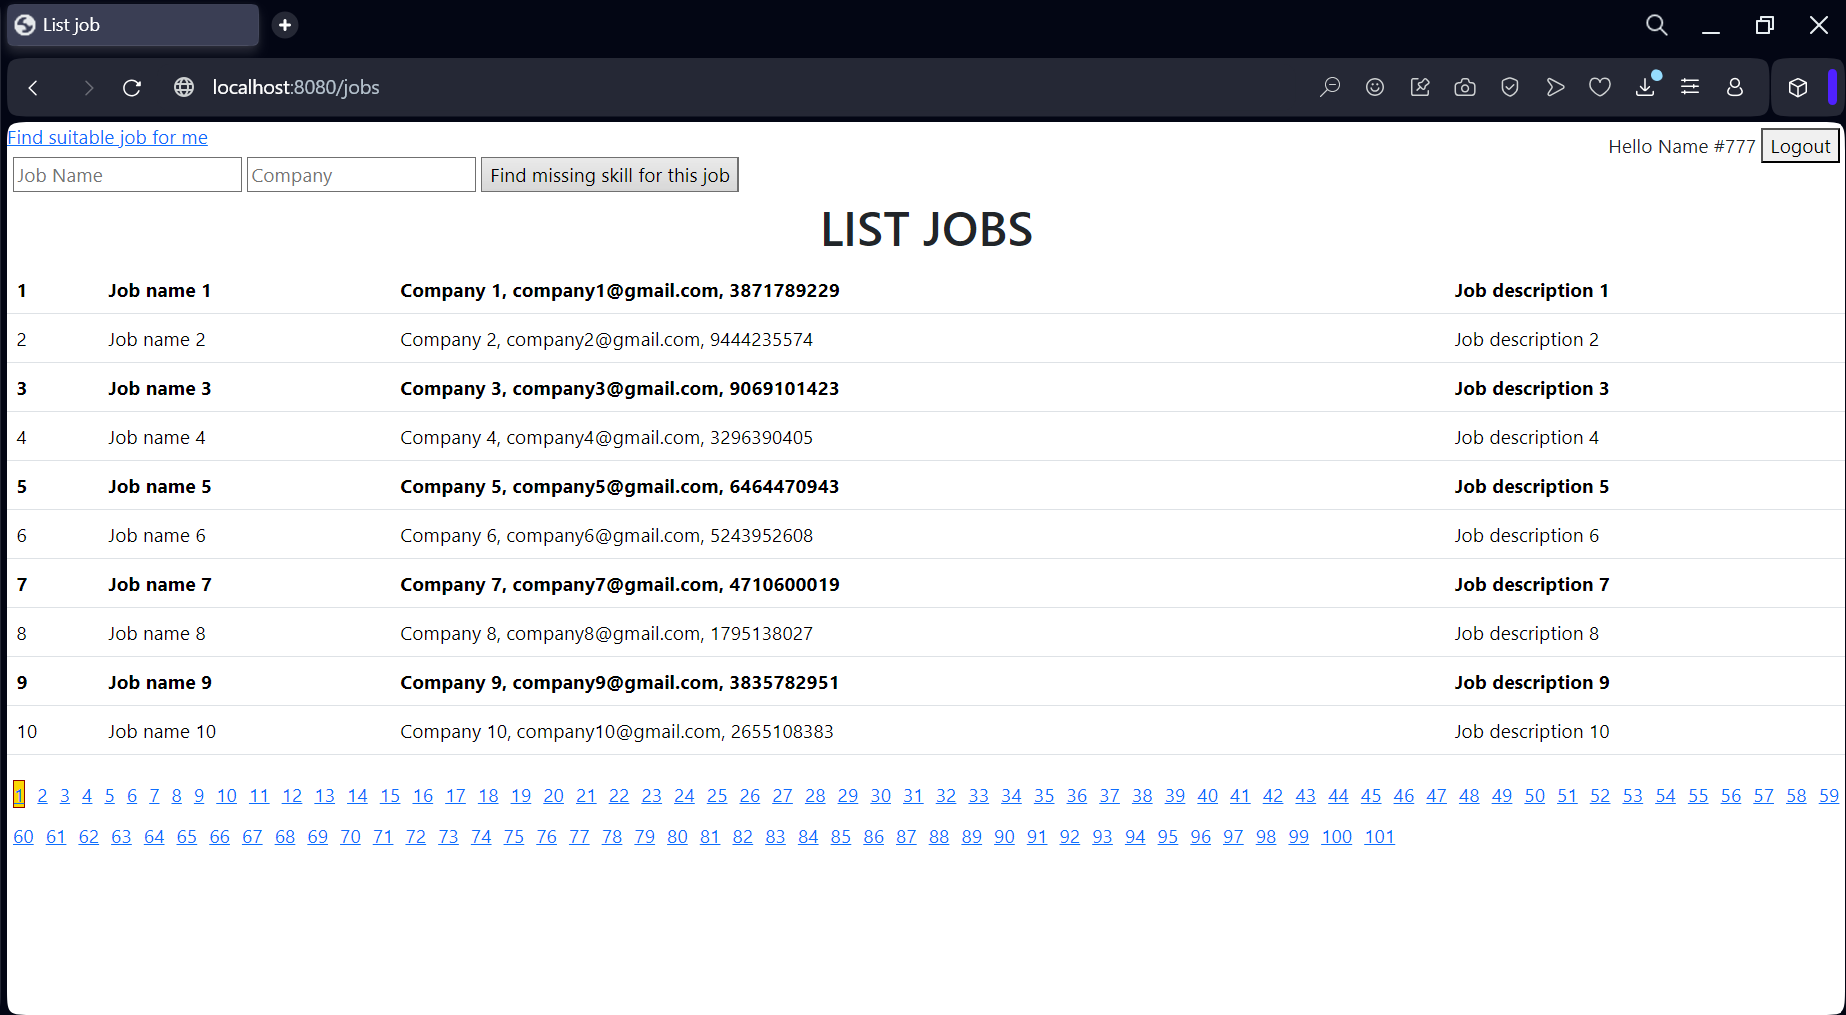 List job
localhost:8080/jobs
Find suitable job for me
Hello Name #777 Logout
Job Name Company Find missing skill for this job
LIST JOBS
1 Job name 1 Company 1, company1@gmail.com, 3871789229 Job description 1
2 Job name 2 Company 2, company2@gmail.com, 9444235574 Job description 2
3 Job name 3 Company 3, company3@gmail.com, 9069101423 Job description 3
4 Job name 4 Company 4, company4@gmail.com, 3296390405 Job description 4
5 Job name 5 Company 5, company5@gmail.com, 6464470943 Job description 5
6 Job name 6 Company 6, company6@gmail.com, 5243952608 Job description 6
7 Job name 7 Company 7, company7@gmail.com, 4710600019 Job description 7
8 Job name 8 Company 8, company8@gmail.com, 1795138027 Job description 8
9 Job name 9 Company 9, company9@gmail.com, 3835782951 Job description 9
10 Job name 10 Company 10, company10@gmail.com, 2655108383 Job description 10
1 2 3 4 5 6 7 8 9 10 11 12 13 14 15 16 17 18 19 20 21 22 23 24 25 26 27 28 29 30 31 32 33 34 35 36 37 38 39 40 41 42 43 44 45 46 47 48 49 50 51 52 53 54 55 56 57 58 59
60 61 62 63 64 65 66 67 68 69 70 71 72 73 74 75 76 77 78 79 80 81 82 83 84 85 86 87 88 89 90 91 92 93 94 95 96 97 98 99 100 101